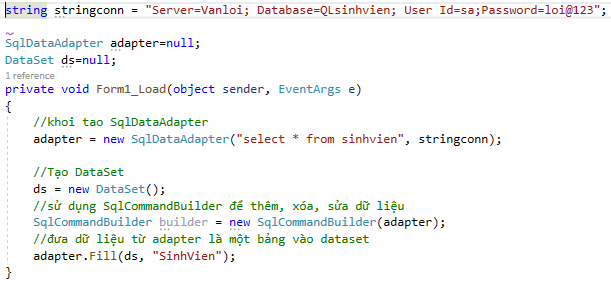 string stringconn = "Server=Vanloi; Database=QLsinhvien; User Id=sa;Password=loi@123";
SqlDataAdapter adapter=null;
DataSet ds=null;
1 reference
private void Form1_Load(object sender, EventArgs e)
{
//khoi tao SqlDataAdapter
adapter = new SqlDataAdapter("select * from sinhvien", stringconn);
//Tạo DataSet
ds = new DataSet();
//sử dụng SqlCommandBuilder để thêm, xóa, sửa dữ liệu
SqlCommandBuilder builder = new SqlCommandBuilder(adapter);
//đưa dữ liệu từ adapter là một bảng vào dataset
adapter.Fill(ds, "SinhVien");
}